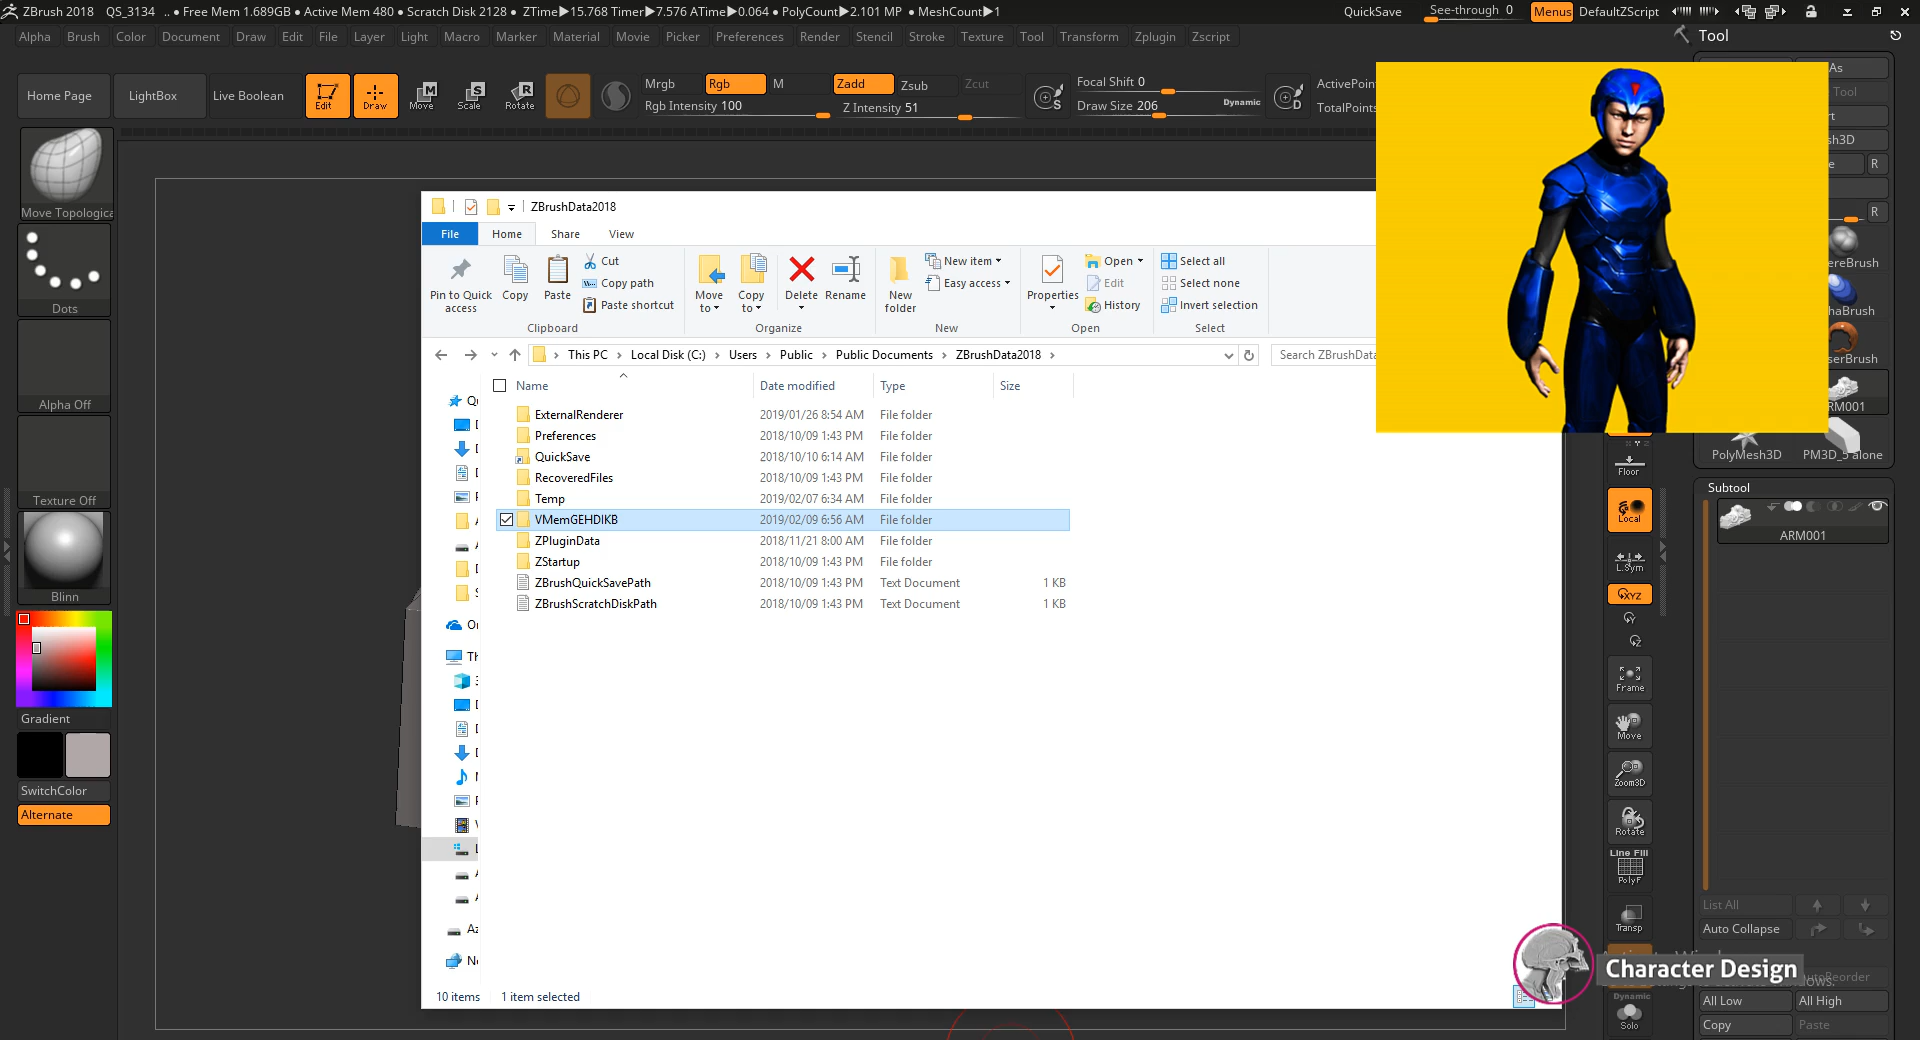 ZBrush 2018 QS_3134 .. ● Free Mem 1.689GB ● Active Mem 480 ● Scratch Disk 2128 ● ZTime▶15.768 Timer▶7.576 ATime▶0.064 ● PolyCount▶2.101 MP ● MeshCount▶1
QuickSave See-through 0 Menus DefaultZScript
Alpha Brush Color Document Draw Edit File Layer Light Macro Marker Material Movie Picker Preferences Render Stencil Stroke Texture Tool Transform Zplugin Zscript
Tool
Home Page LightBox Live Boolean Edit Draw Move Scale Rotate
Mrgb Rgb M Zadd Zsub Zcut
Rgb Intensity 100 Z Intensity 51
Focal Shift 0
Draw Size 206 Dynamic
ActivePoin
TotalPoints
S
D
As
Tool
rt
sh3D
e R
R
ereBrush
haBrush
serBrush
RM001
PolyMesh3D PM3D_5 alone
Move Topologica
Dots
Alpha Off
Texture Off
Blinn
Gradient
SwitchColor
Alternate
ZBrushData2018
File Home Share View
Pin to Quick access
Copy
Paste
Cut
Copy path
Paste shortcut
Clipboard
Move to
Copy to
Delete
Rename
Organize
New folder
New item
Easy access
New
Properties
Open
Edit
History
Open
Select all
Select none
Invert selection
Select
This PC > Local Disk (C:) > Users > Public > Public Documents > ZBrushData2018 >
Search ZBrushData
Name Date modified Type Size
ExternalRenderer 2019/01/26 8:54 AM File folder
Preferences 2018/10/09 1:43 PM File folder
QuickSave 2018/10/10 6:14 AM File folder
RecoveredFiles 2018/10/09 1:43 PM File folder
Temp 2019/02/07 6:34 AM File folder
VMemGEHDIKB 2019/02/09 6:56 AM File folder
ZPluginData 2018/11/21 8:00 AM File folder
ZStartup 2018/10/09 1:43 PM File folder
ZBrushQuickSavePath 2018/10/09 1:43 PM Text Document 1 KB
ZBrushScratchDiskPath 2018/10/09 1:43 PM Text Document 1 KB
10 items 1 item selected
Floor
Local
L.Sym
XYZ
Frame
Move
Zoom3D
Rotate
Line Fill
PolyF
Transp
Dynamic
Solo
Subtool
ARM001
List All
Auto Collapse
Character Design
AutoReorder
All Low All High
Copy Paste